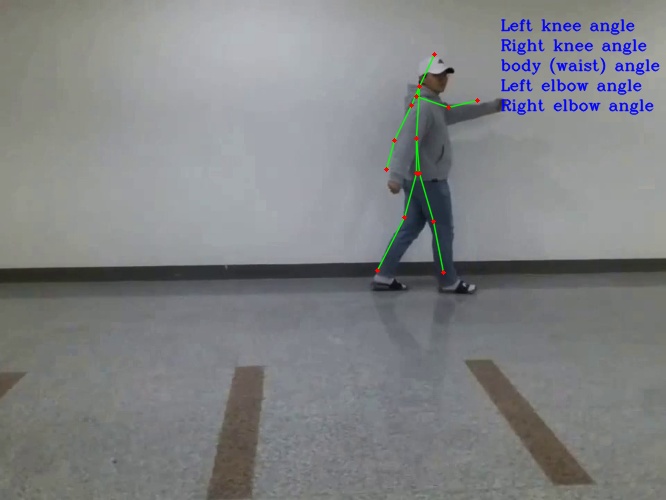 Left knee angle
Right knee angle
body (waist) angle
Left elbow angle
Right elbow angle